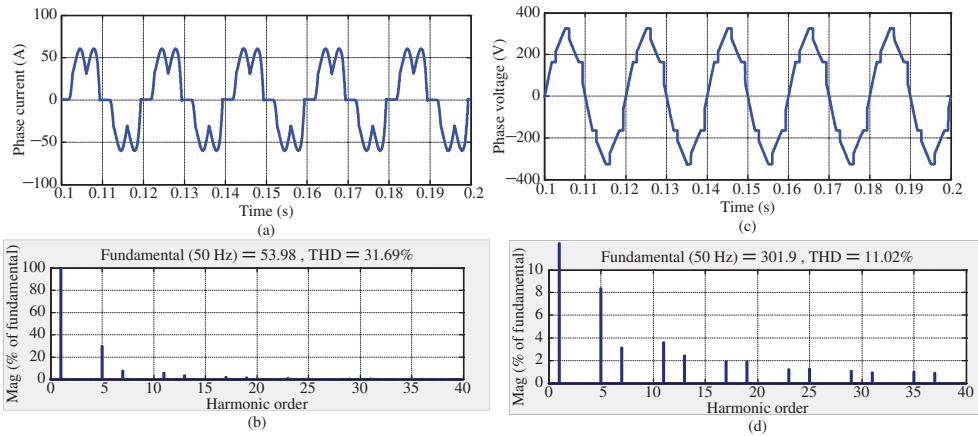 100
50
0
−50
−100
Phase current (A)
0.1 0.11 0.12 0.13 0.14 0.15 0.16 0.17 0.18 0.19 0.2
Time (s)
(a)
400
200
0
−200
−400
Phase voltage (V)
0.1 0.11 0.12 0.13 0.14 0.15 0.16 0.17 0.18 0.19 0.2
Time (s)
(c)
Fundamental (50 Hz) = 53.98 , THD = 31.69%
100
80
60
40
20
0
Mag (% of fundamental)
0 5 10 15 20 25 30 35 40
Harmonic order
(b)
Fundamental (50 Hz) = 301.9 , THD = 11.02%
10
8
6
4
2
0
Mag (% of fundamental)
0 5 10 15 20 25 30 35 40
Harmonic order
(d)